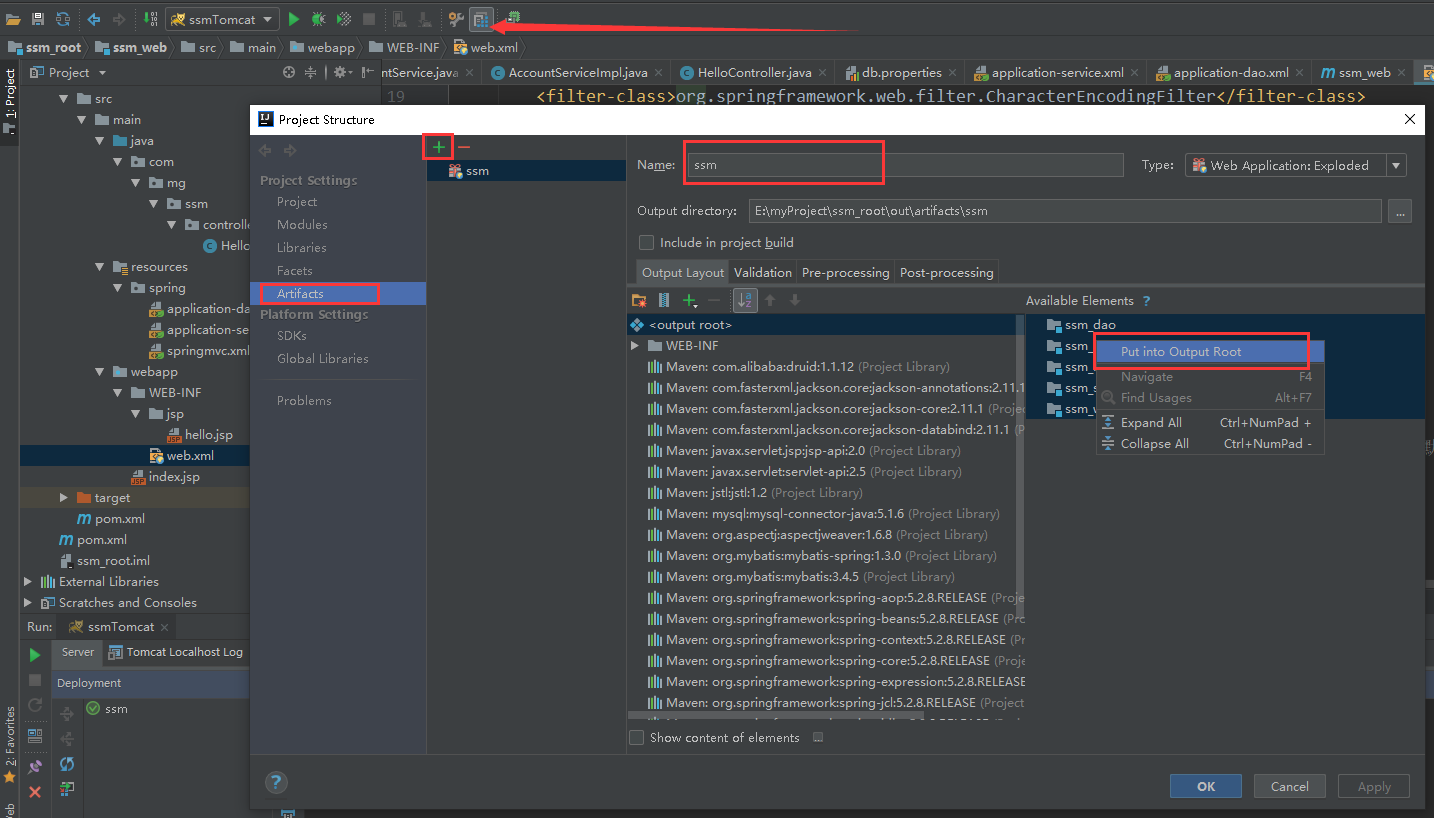 ssmTomcat
ssm_root
ssm_web
src
main
webapp
WEB-INF
web.xml
1: Project
Project
ntService.java
AccountServiceImpl.java
HelloController.java
db.properties
application-service.xml
application-dao.xml
ssm_web
19
<filter-class>org.springframework.web.filter.CharacterEncodingFilter</filter-class>
src
main
java
com
mg
ssm
controlle
Hello
resources
spring
application-da
application-se
springmvc.xml
webapp
WEB-INF
jsp
hello.jsp
web.xml
index.jsp
target
pom.xml
pom.xml
ssm_root.iml
External Libraries
Scratches and Consoles
Run:
ssmTomcat
Server
Tomcat Localhost Log
Deployment
ssm
2: Favorites
Project Structure
Project Settings
Project
Modules
Libraries
Facets
Artifacts
Platform Settings
SDKs
Global Libraries
Problems
ssm
Name:
ssm
Type:
Web Application: Exploded
Output directory:
E:\myProject\ssm_root\out\artifacts\ssm
...
Include in project build
Output Layout
Validation
Pre-processing
Post-processing
Available Elements ?
<output root>
WEB-INF
Maven: com.alibaba:druid:1.1.12 (Project Library)
Maven: com.fasterxml.jackson.core:jackson-annotations:2.11.1
Maven: com.fasterxml.jackson.core:jackson-core:2.11.1 (Project
Maven: com.fasterxml.jackson.core:jackson-databind:2.11.1 (P
Maven: javax.servlet.jsp:jsp-api:2.0 (Project Library)
Maven: javax.servlet:servlet-api:2.5 (Project Library)
Maven: jstl:jstl:1.2 (Project Library)
Maven: mysql:mysql-connector-java:5.1.6 (Project Library)
Maven: org.aspectj:aspectjweaver:1.6.8 (Project Library)
Maven: org.mybatis:mybatis-spring:1.3.0 (Project Library)
Maven: org.mybatis:mybatis:3.4.5 (Project Library)
Maven: org.springframework:spring-aop:5.2.8.RELEASE (Proje
Maven: org.springframework:spring-beans:5.2.8.RELEASE (Pro
Maven: org.springframework:spring-context:5.2.8.RELEASE (Pr
Maven: org.springframework:spring-core:5.2.8.RELEASE (Proje
Maven: org.springframework:spring-expression:5.2.8.RELEASE
Maven: org.springframework:spring-jcl:5.2.8.RELEASE (Project
Show content of elements
ssm_dao
ssm_
ssm_
ssm_s
ssm_v
Put into Output Root
Navigate F4
Find Usages Alt+F7
Expand All Ctrl+NumPad +
Collapse All Ctrl+NumPad -
?
OK
Cancel
Apply